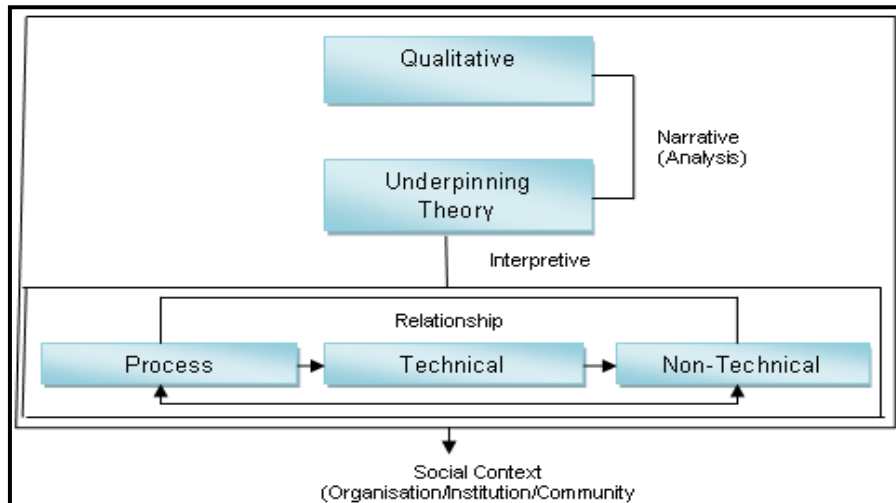 Qualitative
Narrative
(Analysis)
Underpinning
Theory
Interpretive
Relationship
Process
Technical
Non-Technical
Social Context
(Organisation/Institution/Community